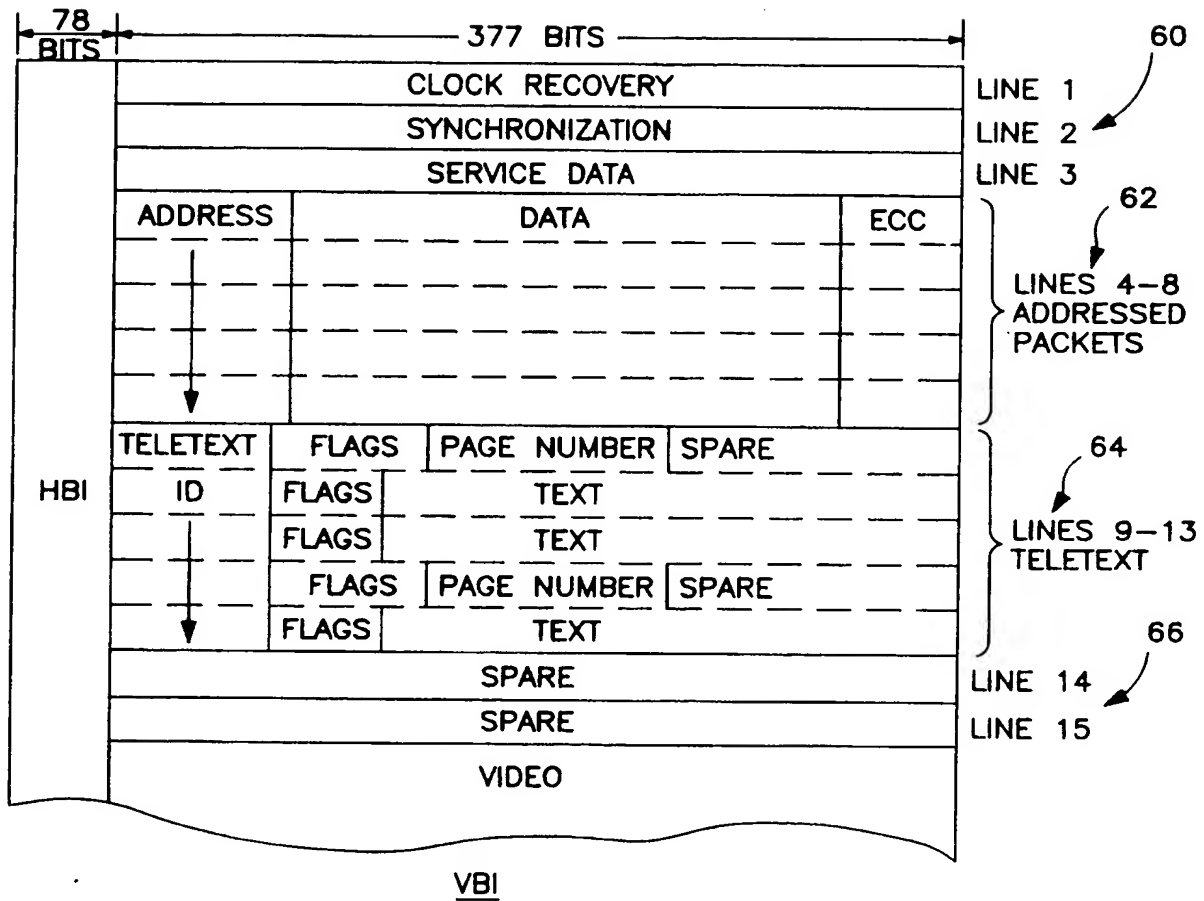 78 BITS
377 BITS
60
CLOCK RECOVERY LINE 1
SYNCHRONIZATION LINE 2
SERVICE DATA LINE 3
62
ADDRESS DATA ECC
LINES 4-8
ADDRESSED
PACKETS
TELETEXT FLAGS PAGE NUMBER SPARE
64
HBI ID FLAGS TEXT
FLAGS TEXT
LINES 9-13
TELETEXT
FLAGS PAGE NUMBER SPARE
FLAGS TEXT
66
SPARE LINE 14
SPARE LINE 15
VIDEO
VBI